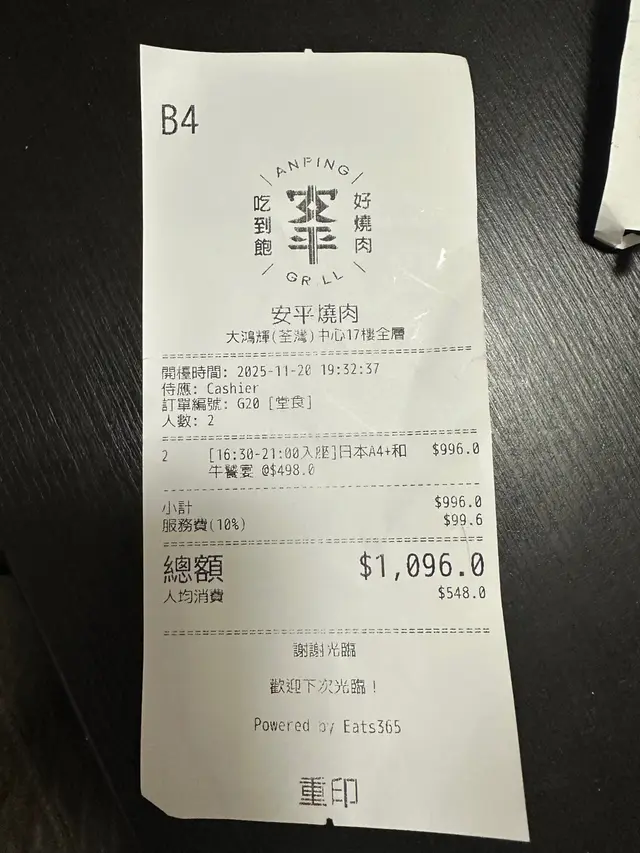 B4
ANPING
吃到飽
安平
好燒肉
GRILL
安平燒肉
大鴻輝(荃灣)中心17樓全層
開檯時間: 2025-11-20 19:32:37
侍應: Cashier
訂單編號: G20 [堂食]
人數: 2
2 [16:30-21:00入座]日本A4+和 $996.0
牛饗宴 @$498.0
小計 $996.0
服務費(10%) $99.6
總額 $1,096.0
人均消費 $548.0
謝謝光臨
歡迎下次光臨！
Powered by Eats365
重印